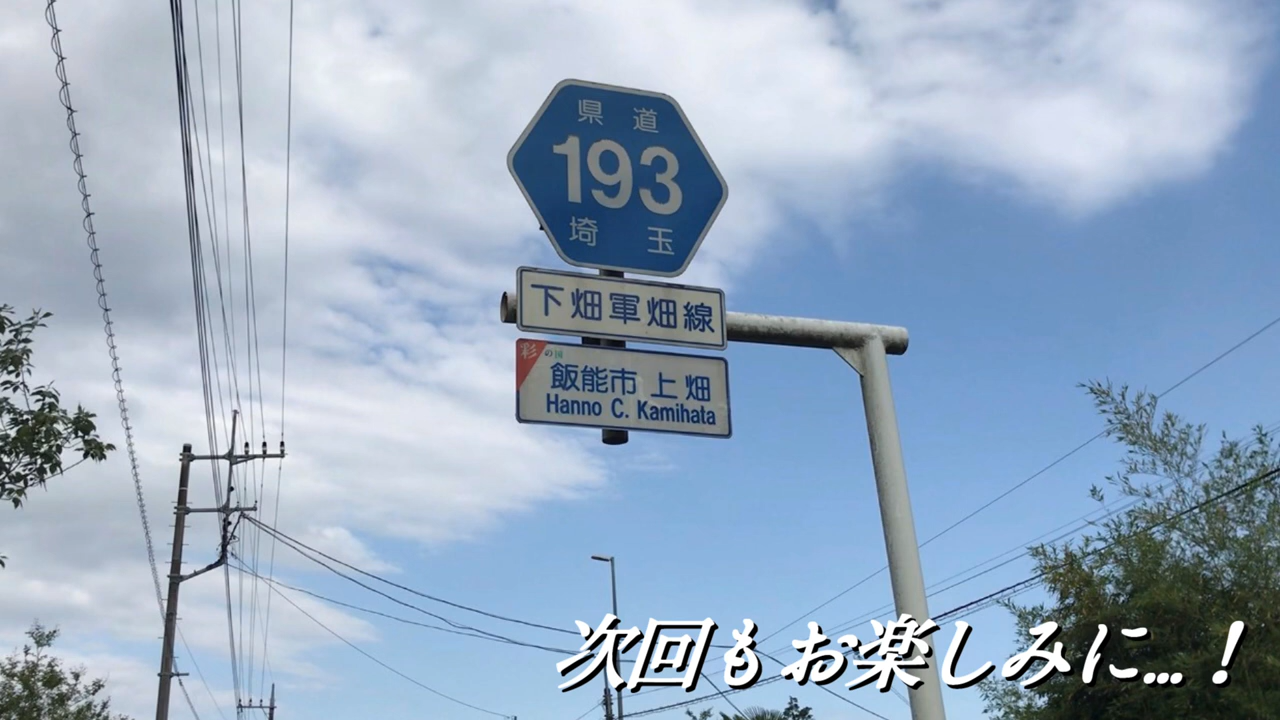 県道
193
埼玉
下畑軍畑線
彩の国
飯能市 上畑
Hanno C. Kamihata
次回もお楽しみに...！